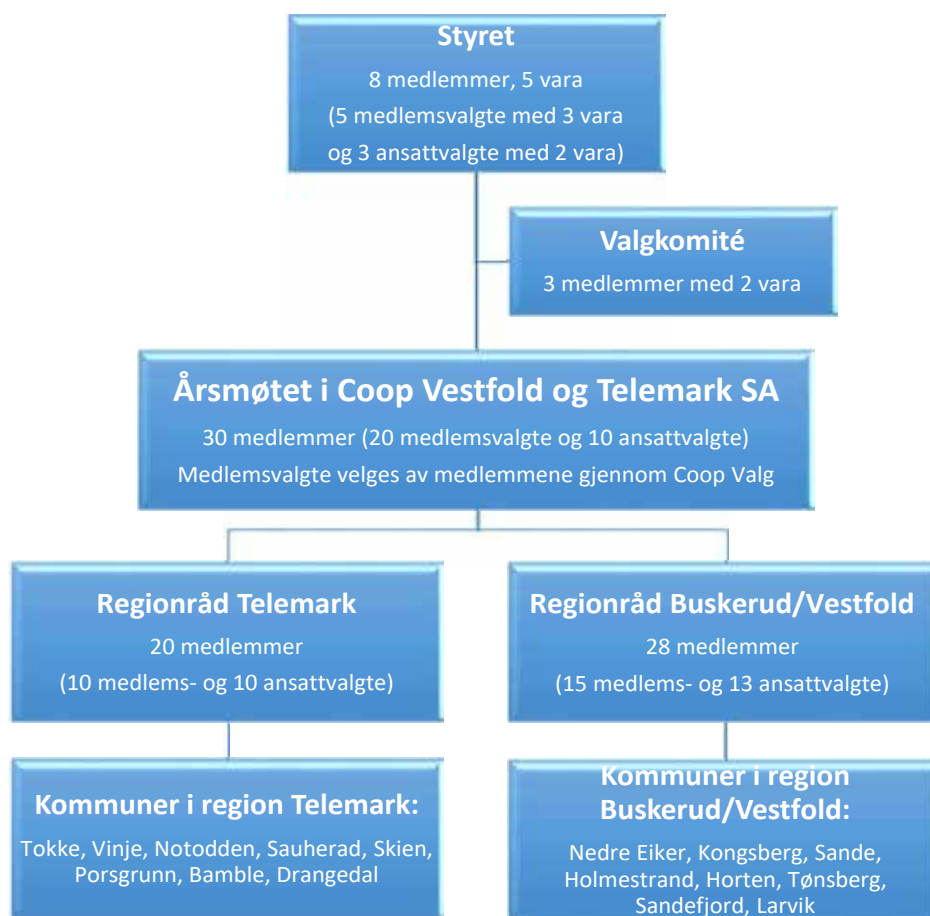 Styret
8 medlemmer, 5 vara
(5 medlemsvalgte med 3 vara
og 3 ansattvalgte med 2 vara)
Valgkomité
3 medlemmer med 2 vara
Årsmøtet i Coop Vestfold og Telemark SA
30 medlemmer (20 medlemsvalgte og 10 ansattvalgte)
Medlemsvalgte velges av medlemmene gjennom Coop Valg
Regionråd Telemark
20 medlemmer
(10 medlems- og 10 ansattvalgte)
Regionråd Buskerud/Vestfold
28 medlemmer
(15 medlems- og 13 ansattvalgte)
Kommuner i region Telemark:
Tokke, Vinje, Notodden, Sauherad, Skien,
Porsgrunn, Bamble, Drangedal
Kommuner i region
Buskerud/Vestfold:
Nedre Eiker, Kongsberg, Sande,
Holmestrand, Horten, Tønsberg,
Sandefjord, Larvik